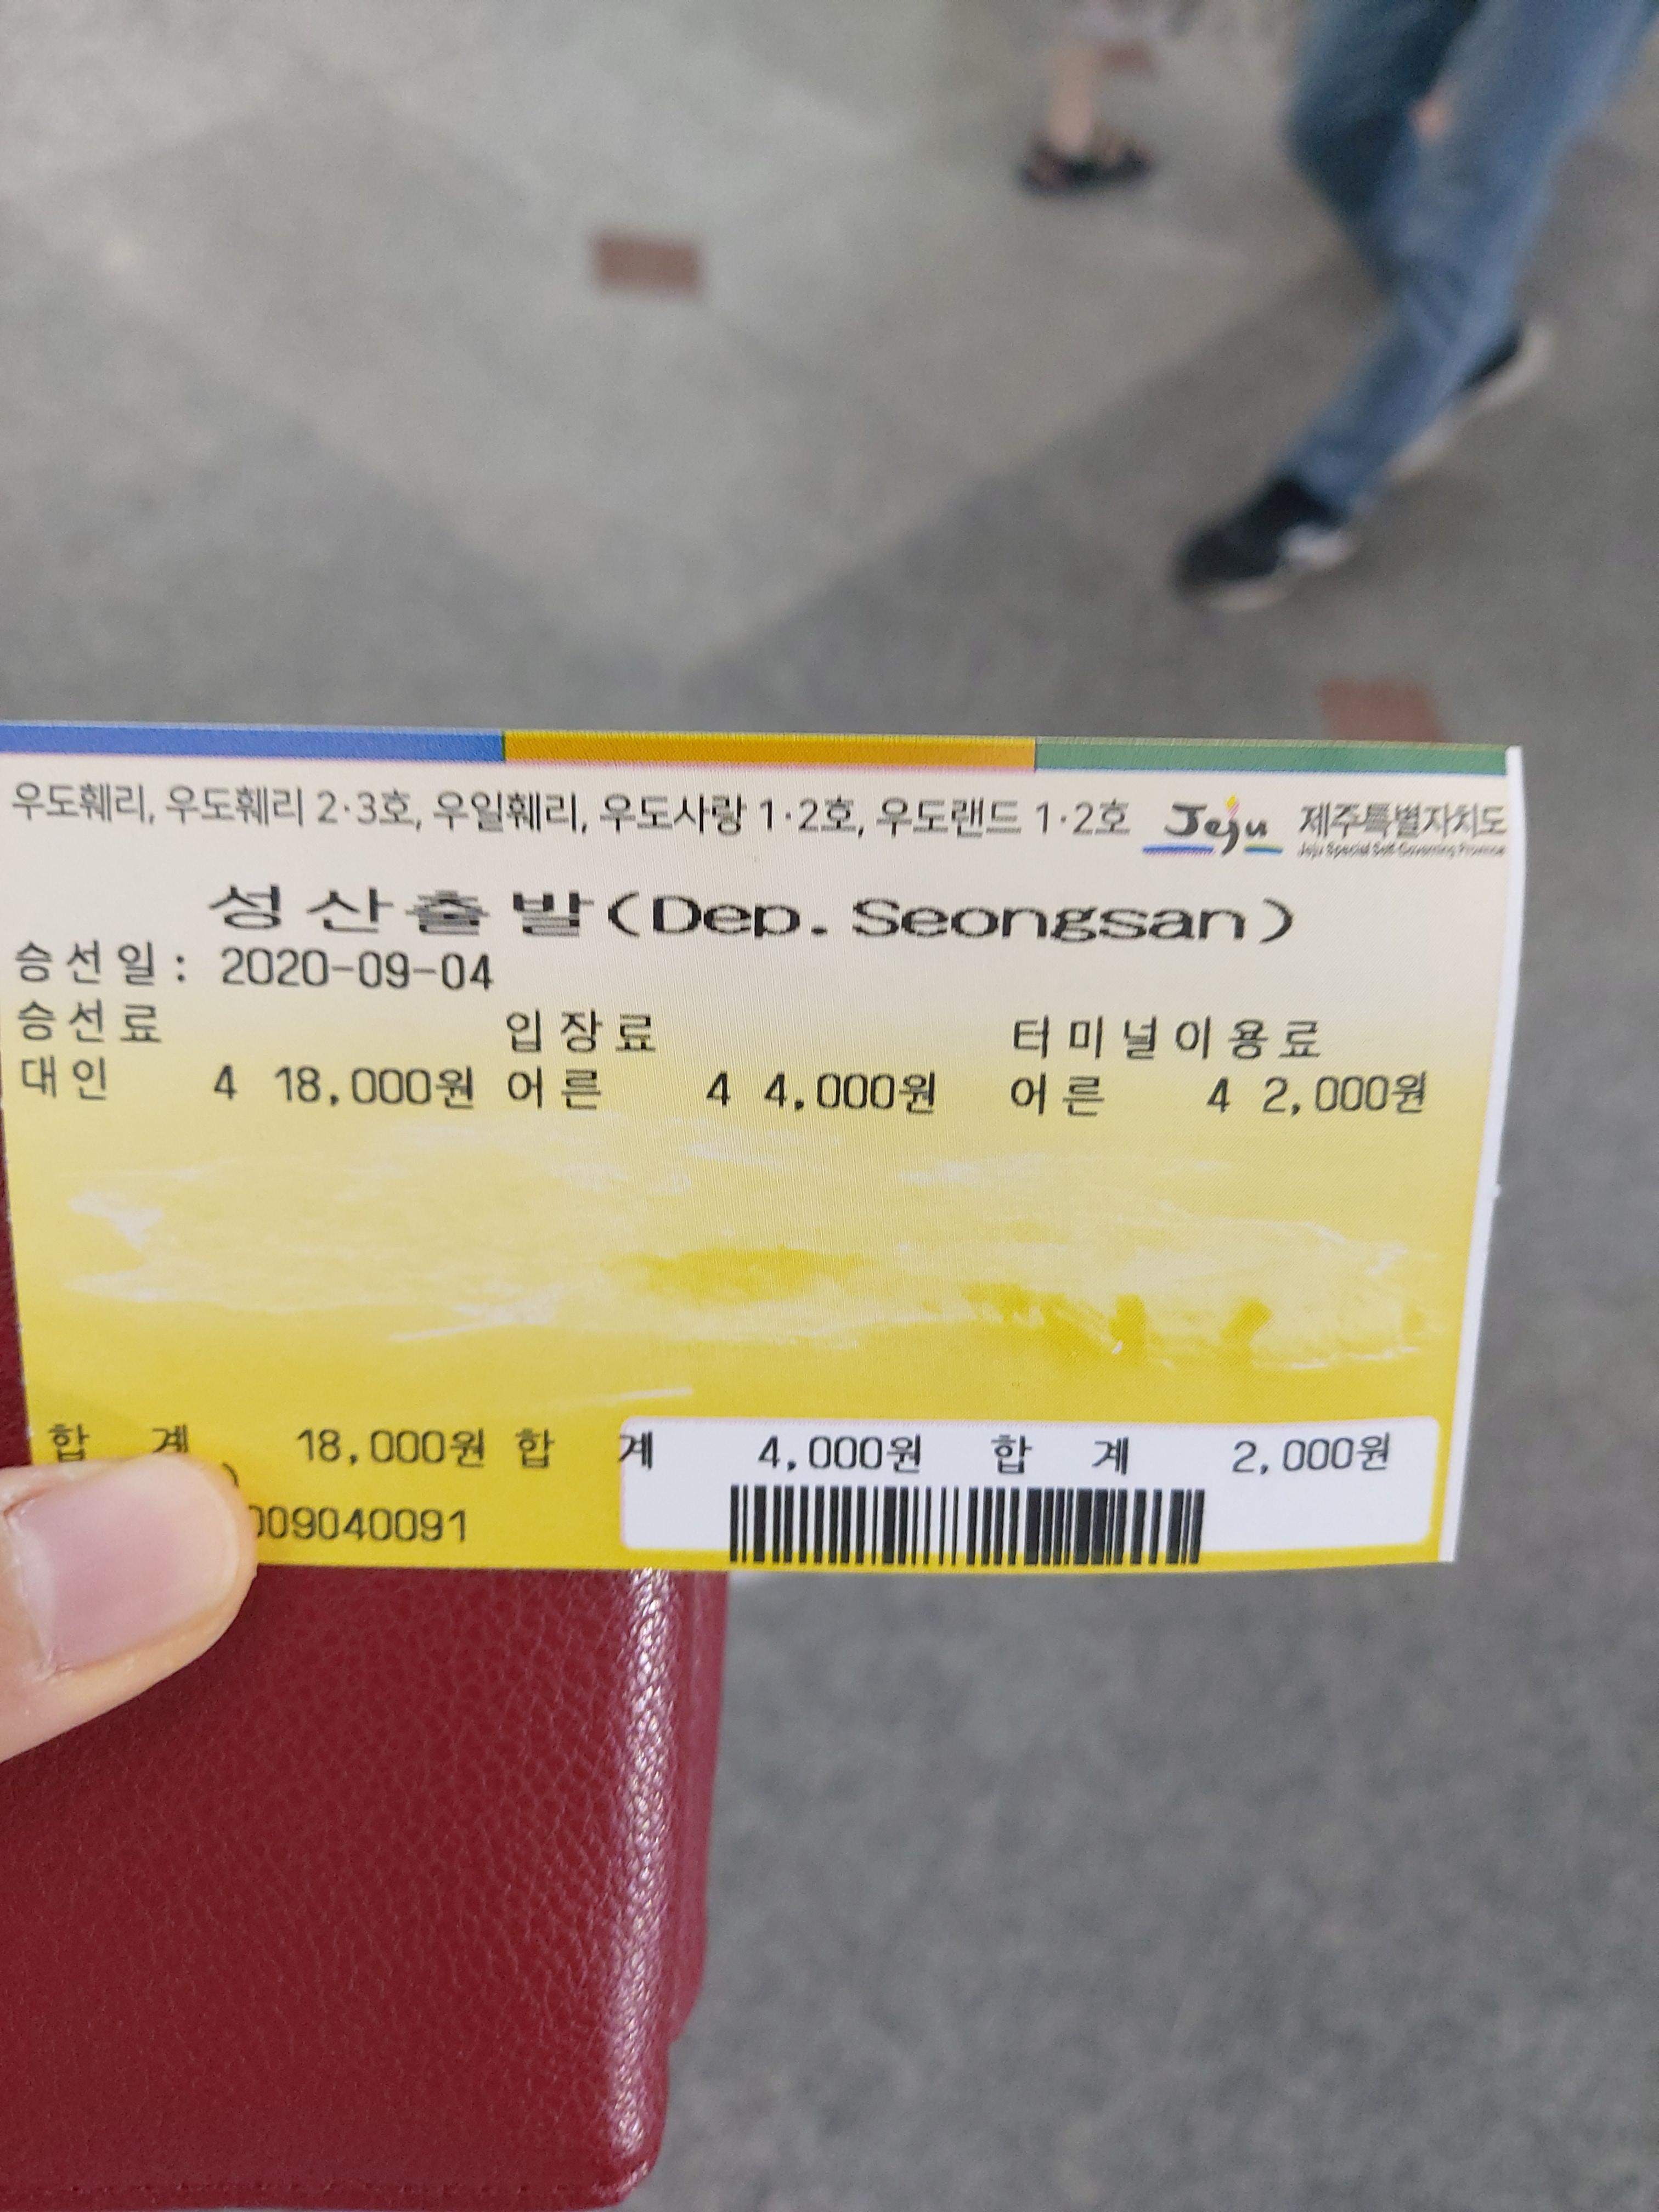 우도훼리, 우도훼리 2·3호, 우일훼리, 우도사랑 1·2호, 우도랜드 1·2호 Jeju 제주특별자치도
Jeju Special Self-Governing Province
성산출발(Dep. Seongsan)
승선일: 2020-09-04
승선료 입장료 터미널이용료
대인 4 18,000원 어른 4 4,000원 어른 4 2,000원
합 계 18,000원 합 계 4,000원 합 계 2,000원
)
009040091